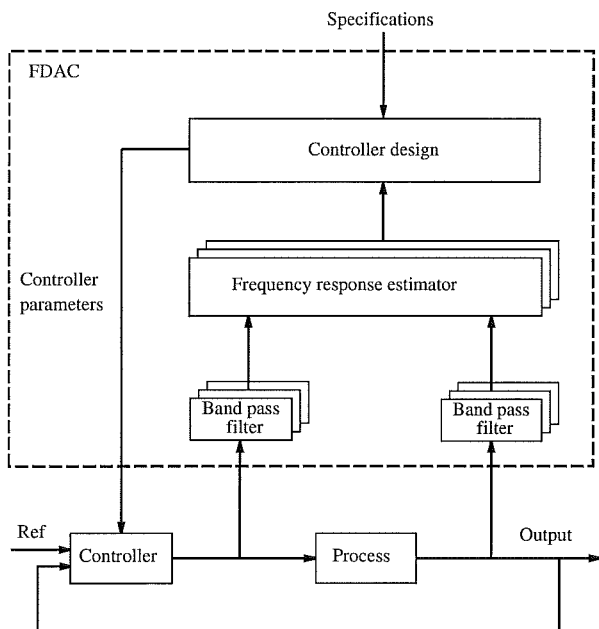 Specifications
FDAC
Controller design
Controller
parameters
Frequency response estimator
Band pass
filter
Band pass
filter
Ref
Controller
Process
Output